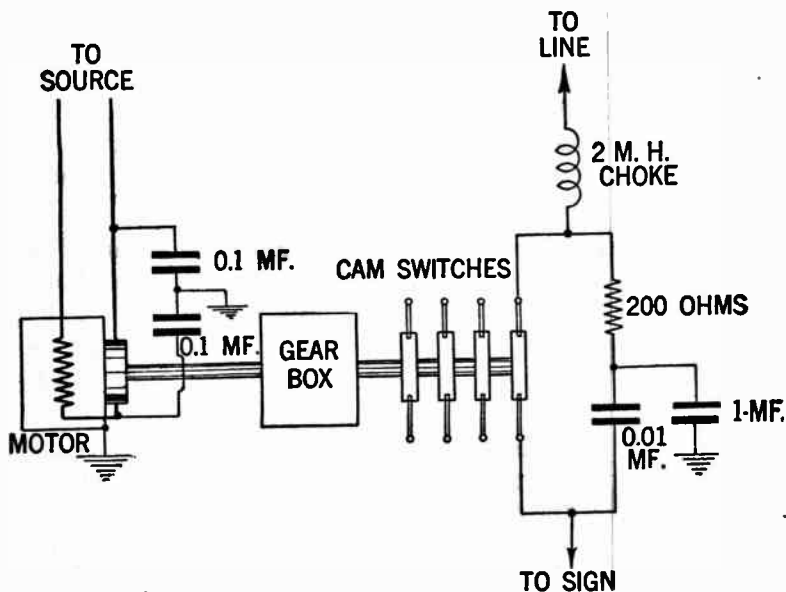 TO
SOURCE
TO
LINE
2 M. H.
CHOKE
0.1 MF.
CAM SWITCHES
200 OHMS
0.1 MF.
GEAR
BOX
1-MF.
0.01
MF.
MOTOR
TO SIGN